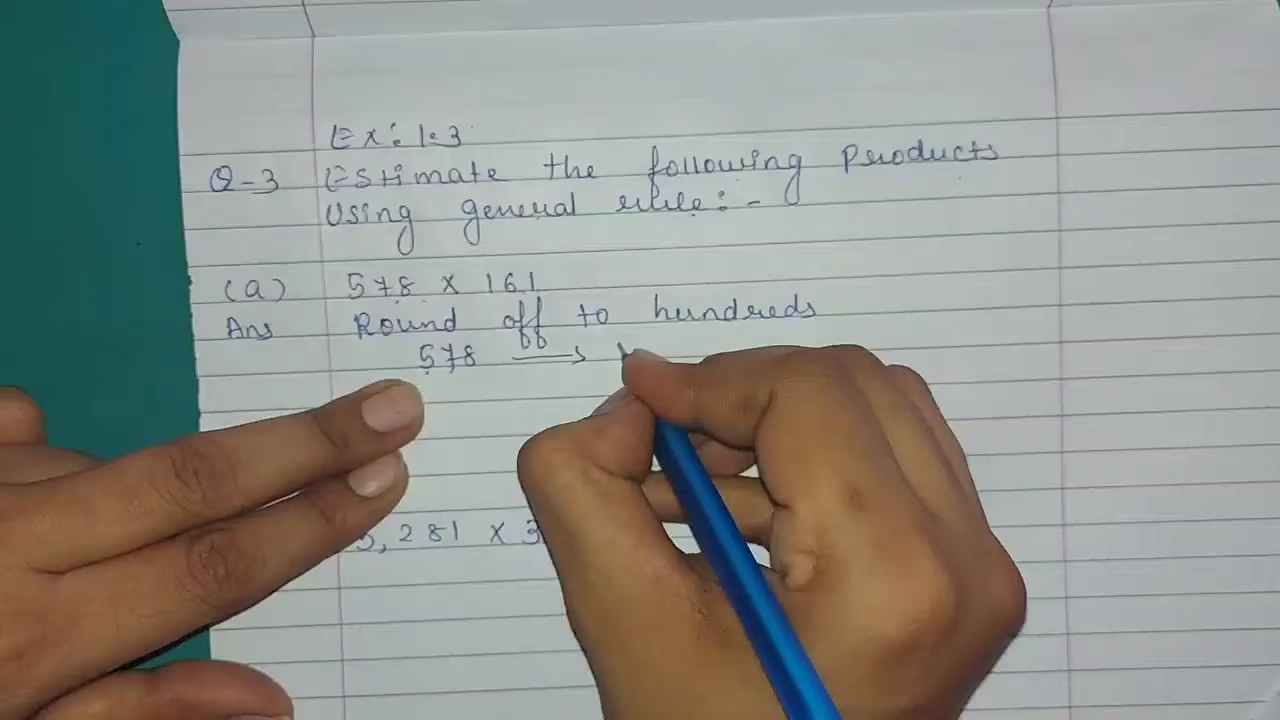 Ex: 1.3
Q-3 Estimate the following products
Using general rule:-
(a) 578 x 161
Ans Round off to hundreds
578 →
5,281 x 3